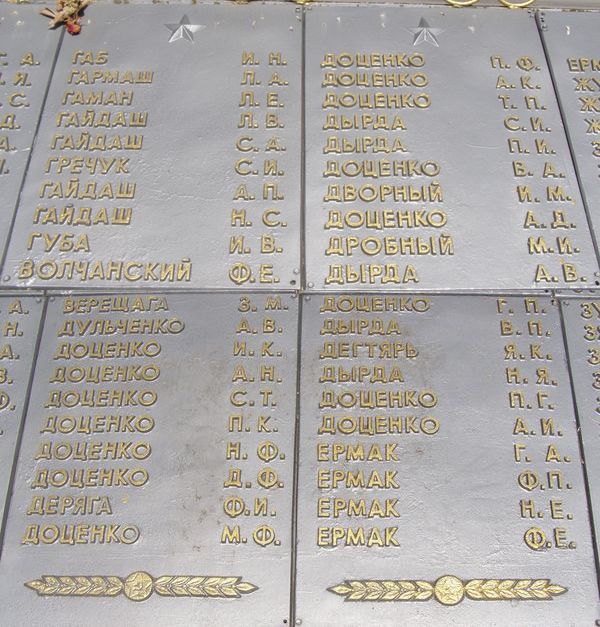 ГАБ И. Н.
ГАРМАШ Л. А.
ГАМАН Л. Е.
ГАЙДАШ Л. В.
ГАЙДАШ С. А.
ГРЕЧУК С. И.
ГАЙДАШ А. П.
ГАЙДАШ Н. С.
ГУБА И. В.
ВОЛЧАНСКИЙ Ф. Е.
ВЕРЕЩАГА З. М.
ДУЛЬЧЕНКО А. В.
ДОЦЕНКО И. К.
ДОЦЕНКО А. Н.
ДОЦЕНКО С. Т.
ДОЦЕНКО П. К.
ДОЦЕНКО Н. Ф.
ДОЦЕНКО Д. Ф.
ДЕРЯГА Ф. И.
ДОЦЕНКО М. Ф.
ДОЦЕНКО П. Ф.
ДОЦЕНКО А. К.
ДОЦЕНКО Т. П.
ДЫРДА С. И.
ДЫРДА П. И.
ДОЦЕНКО В. А.
ДВОРНЫЙ И. М.
ДОЦЕНКО А. Д.
ДРОБНЫЙ М. И.
ДЫРДА А. В.
ДОЦЕНКО Г. П.
ДЫРДА В. П.
ДЕГТЯРЬ Я. К.
ДЫРДА Н. Я.
ДОЦЕНКО П. Г.
ДОЦЕНКО А. И.
ЕРМАК Г. А.
ЕРМАК Ф. П.
ЕРМАК Н. Е.
ЕРМАК Ф. Е.